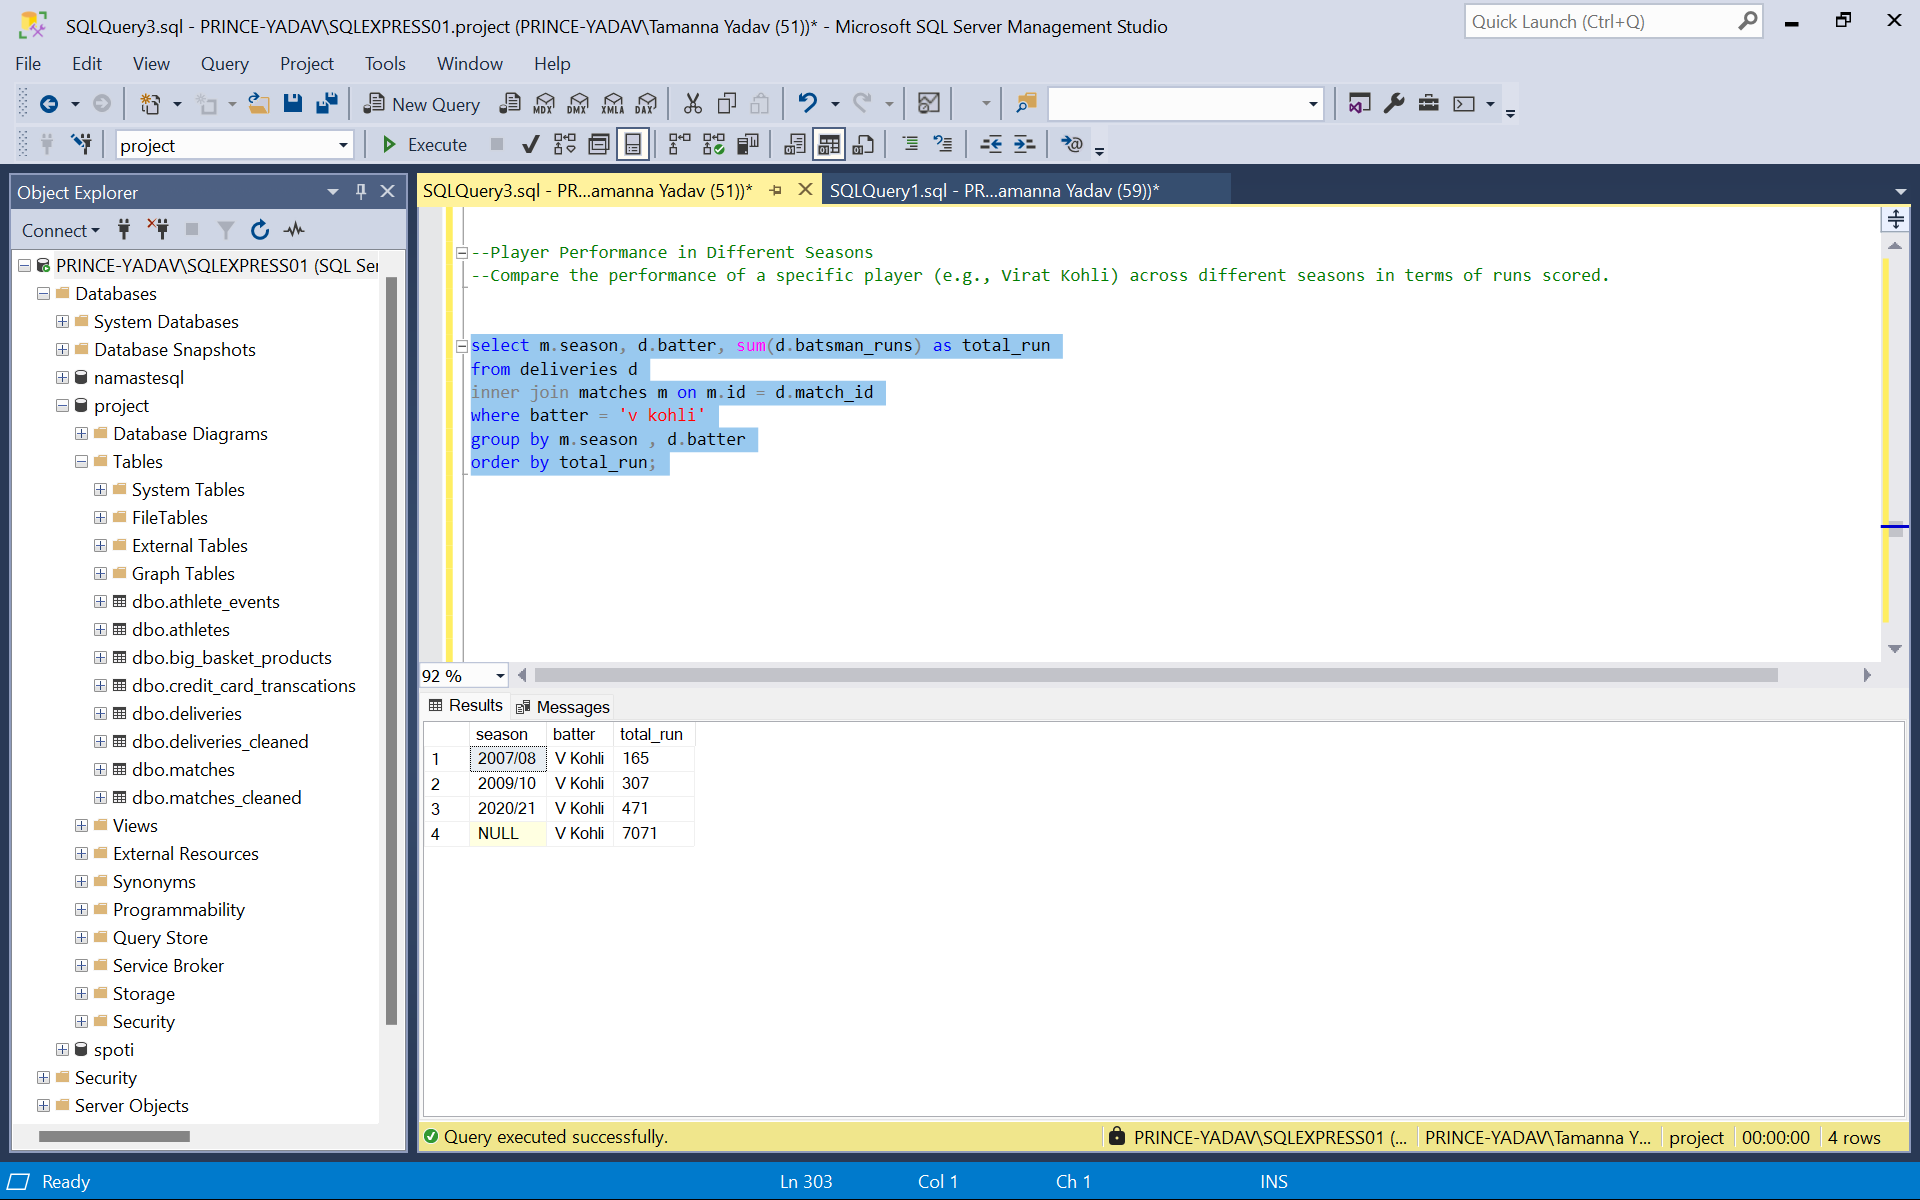 SQLQuery3.sql - PRINCE-YADAV\SQLEXPRESS01.project (PRINCE-YADAV\Tamanna Yadav (51))* - Microsoft SQL Server Management Studio
Quick Launch (Ctrl+Q)
File Edit View Query Project Tools Window Help
New Query MDX DMX XMLA DAX
project Execute
Object Explorer
Connect
PRINCE-YADAV\SQLEXPRESS01 (SQL Ser
Databases
System Databases
Database Snapshots
namastesql
project
Database Diagrams
Tables
System Tables
FileTables
External Tables
Graph Tables
dbo.athlete_events
dbo.athletes
dbo.big_basket_products
dbo.credit_card_transcations
dbo.deliveries
dbo.deliveries_cleaned
dbo.matches
dbo.matches_cleaned
Views
External Resources
Synonyms
Programmability
Query Store
Service Broker
Storage
Security
spoti
Security
Server Objects
SQLQuery3.sql - PR...amanna Yadav (51))* SQLQuery1.sql - PR...amanna Yadav (59))*
--Player Performance in Different Seasons
--Compare the performance of a specific player (e.g., Virat Kohli) across different seasons in terms of runs scored.
select m.season, d.batter, sum(d.batsman_runs) as total_run
from deliveries d
inner join matches m on m.id = d.match_id
where batter = 'v kohli'
group by m.season , d.batter
order by total_run;
92 %
Results Messages
season batter total_run
1 2007/08 V Kohli 165
2 2009/10 V Kohli 307
3 2020/21 V Kohli 471
4 NULL V Kohli 7071
Query executed successfully. PRINCE-YADAV\SQLEXPRESS01 (... PRINCE-YADAV\Tamanna Y... project 00:00:00 4 rows
Ready Ln 303 Col 1 Ch 1 INS